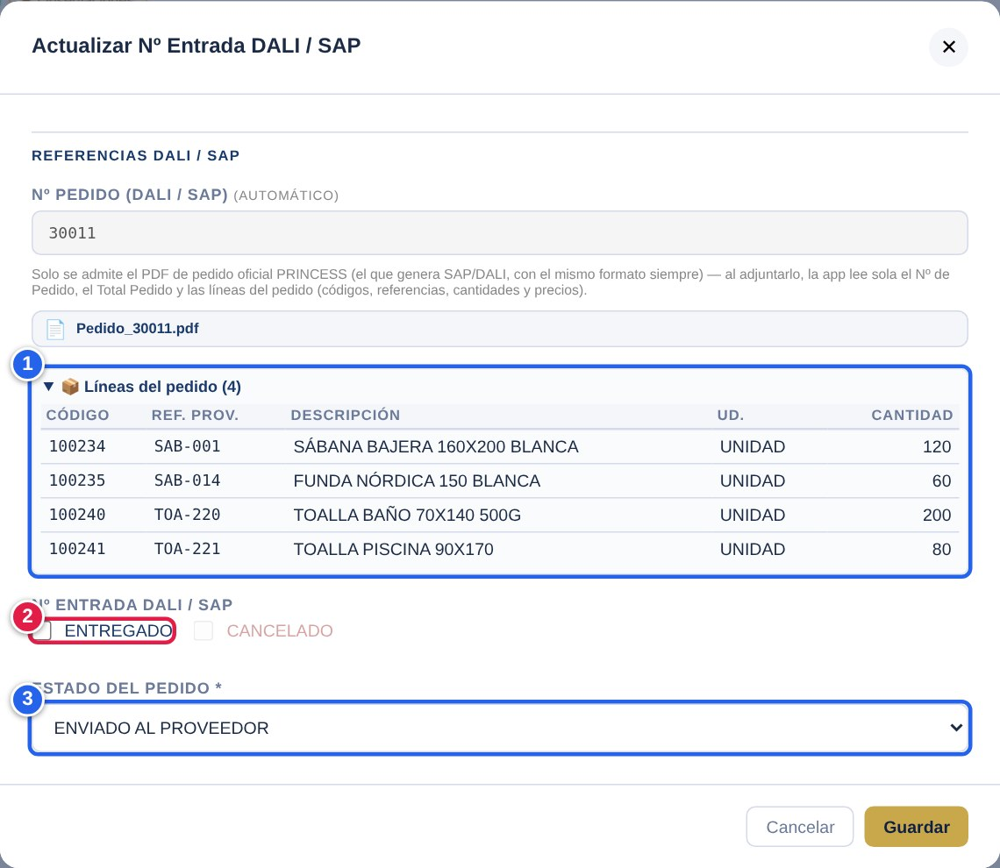 Actualizar Nº Entrada DALI / SAP
✕
REFERENCIAS DALI / SAP
Nº PEDIDO (DALI / SAP) (AUTOMÁTICO)
30011
Solo se admite el PDF de pedido oficial PRINCESS (el que genera SAP/DALI, con el mismo formato siempre) — al adjuntarlo, la app lee sola el Nº de
Pedido, el Total Pedido y las líneas del pedido (códigos, referencias, cantidades y precios).
Pedido_30011.pdf
1
▼ Líneas del pedido (4)
CÓDIGO REF. PROV. DESCRIPCIÓN UD. CANTIDAD
100234 SAB-001 SÁBANA BAJERA 160X200 BLANCA UNIDAD 120
100235 SAB-014 FUNDA NÓRDICA 150 BLANCA UNIDAD 60
100240 TOA-220 TOALLA BAÑO 70X140 500G UNIDAD 200
100241 TOA-221 TOALLA PISCINA 90X170 UNIDAD 80
Nº ENTRADA DALI / SAP
2
ENTREGADO CANCELADO
ESTADO DEL PEDIDO *
3
ENVIADO AL PROVEEDOR
Cancelar Guardar